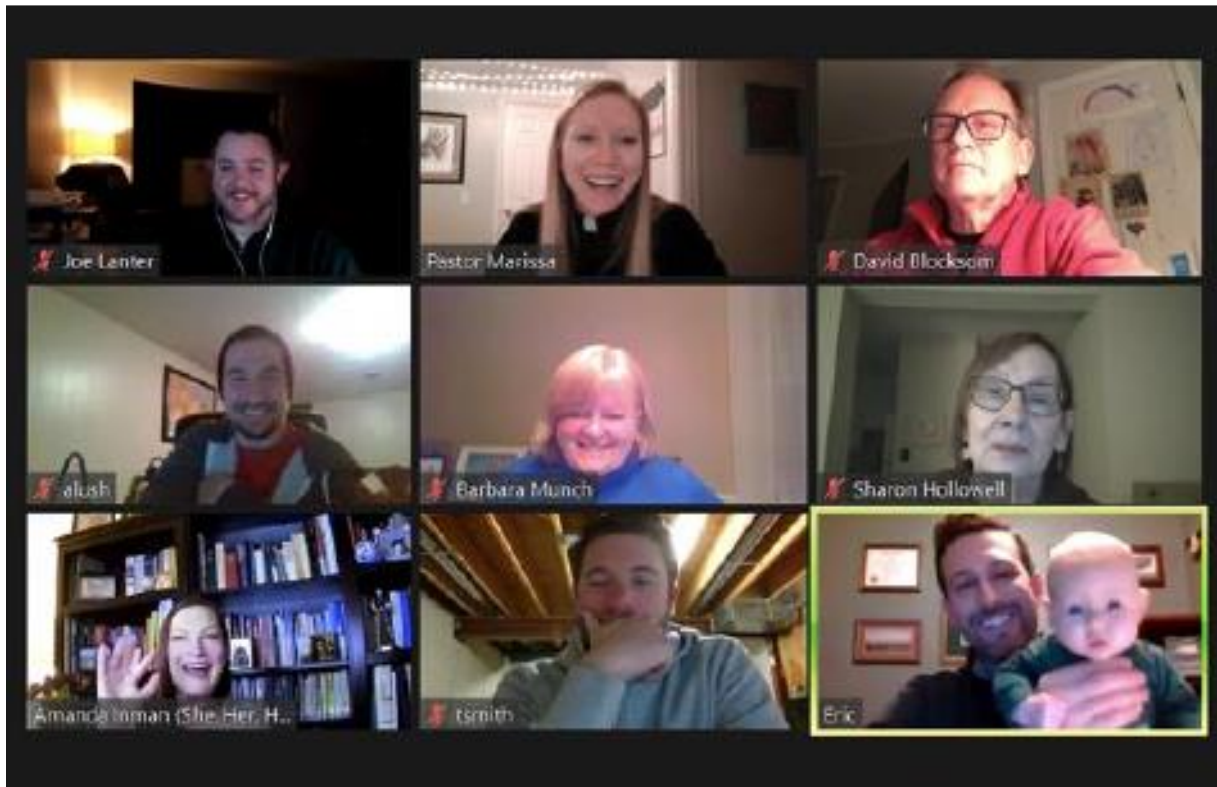 Joe Lanter
Pastor Marissa
David Blocksom
alush
Barbara Munch
Sharon Hollowell
Amanda Inman (She, Her, H...
tsmith
Eric